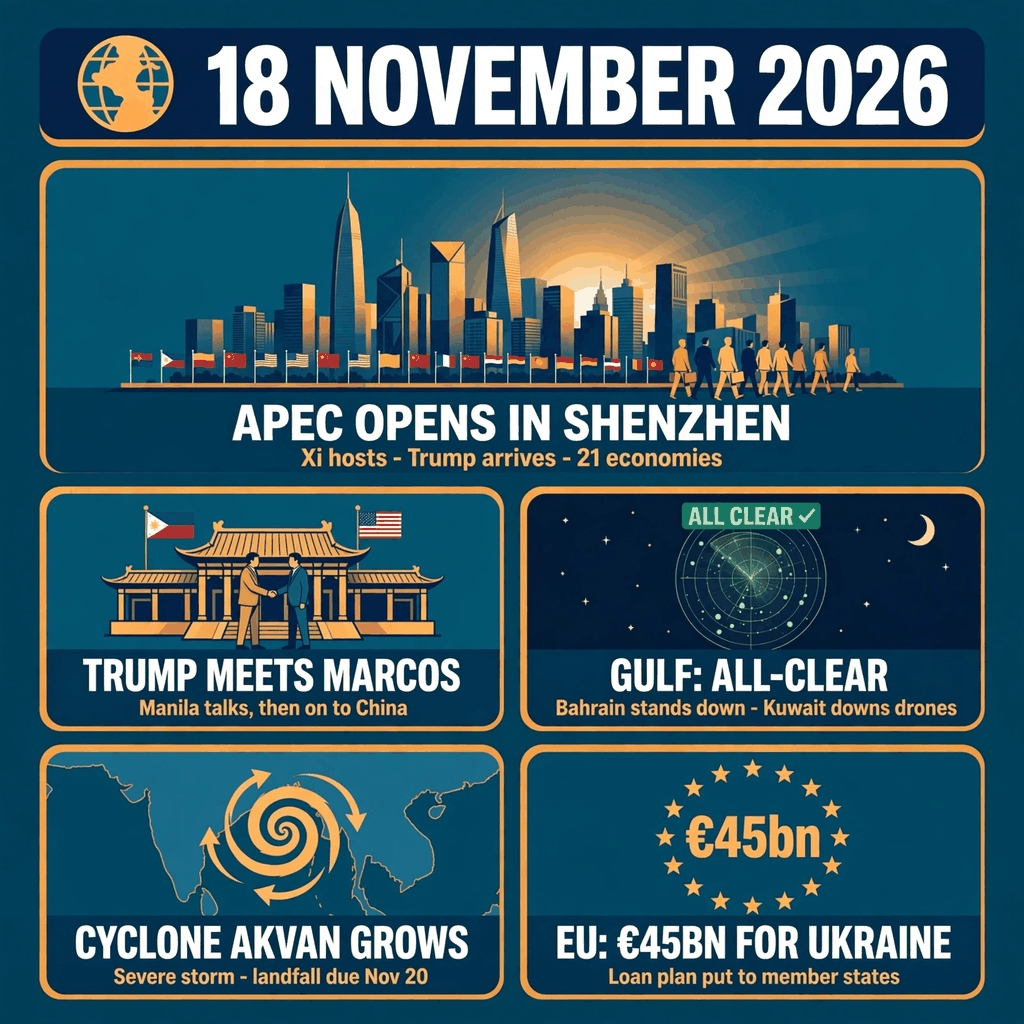 18 NOVEMBER 2026
APEC OPENS IN SHENZHEN
Xi hosts - Trump arrives - 21 economies
TRUMP MEETS MARCOS
Manila talks, then on to China
ALL CLEAR ✓
GULF: ALL-CLEAR
Bahrain stands down - Kuwait downs drones
CYCLONE AKVAN GROWS
Severe storm - landfall due Nov 20
€45bn
EU: €45BN FOR UKRAINE
Loan plan put to member states